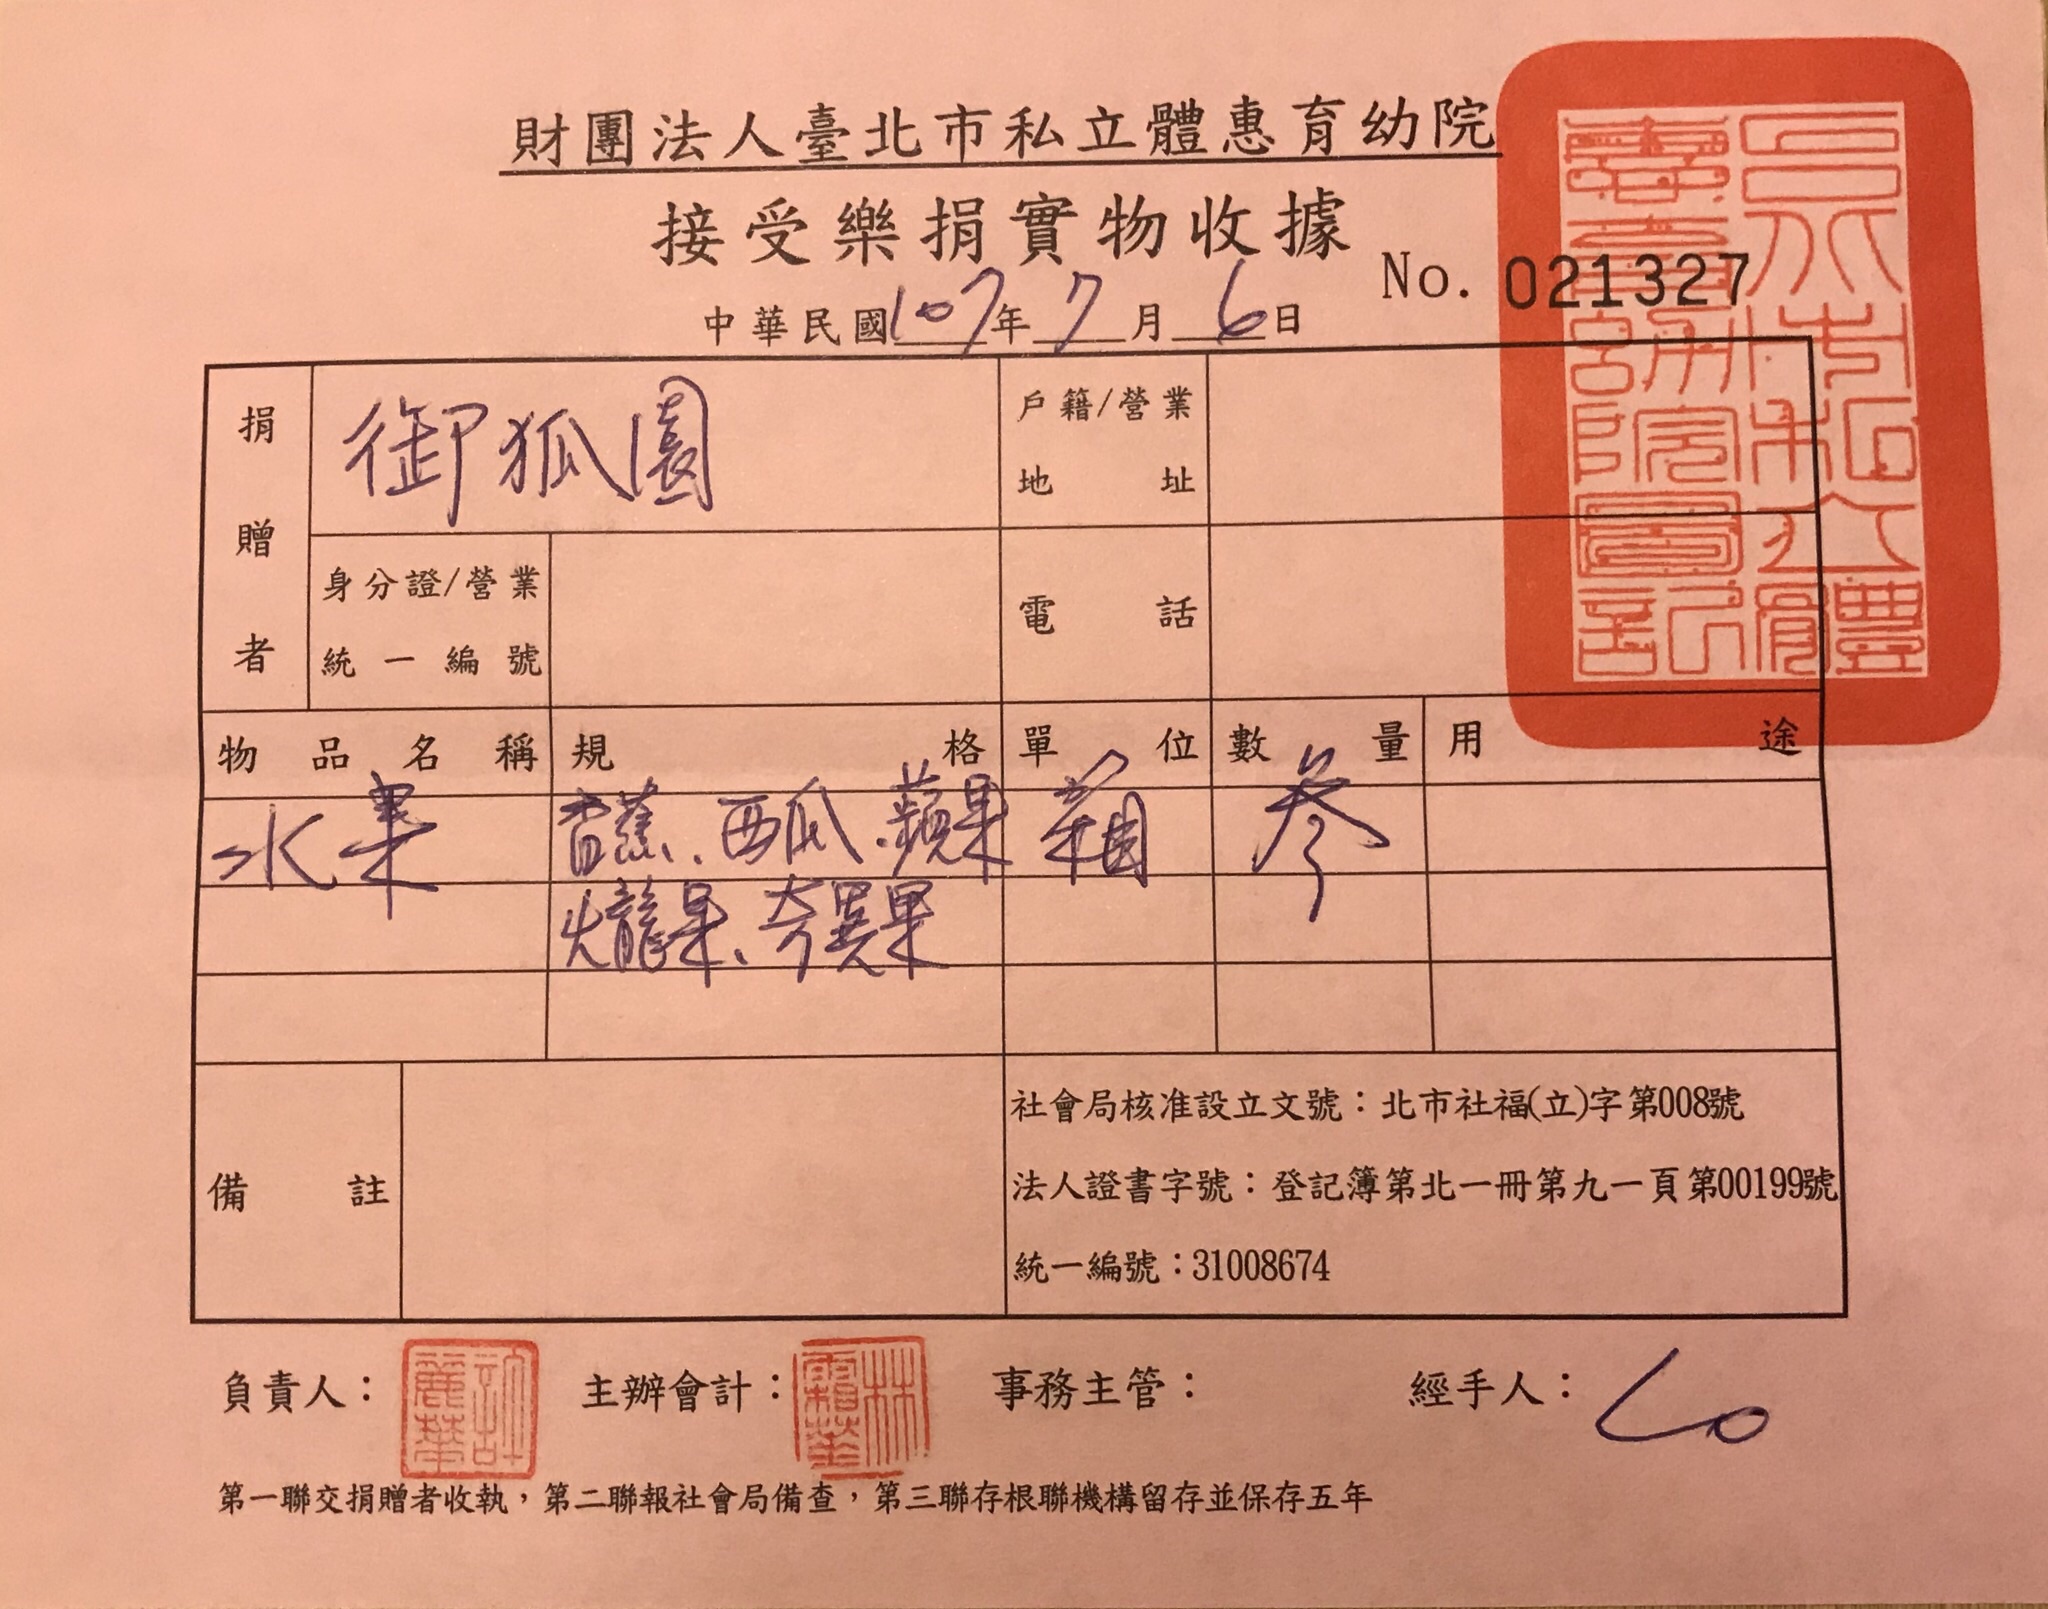 財團法人臺北市私立體惠育幼院
接受樂捐實物收據
No. 021327
中華民國107年7月6日
捐贈者
御狐園
戶籍/營業地址
身分證/營業統一編號
電話
物品名稱 規格 單位 數量 用途
水果 香蕉、西瓜、蘋果 箱 參
火龍果、奇異果
備註
社會局核准設立文號：北市社福(立)字第008號
法人證書字號：登記簿第北一冊第九一頁第00199號
統一編號：31008674
負責人： 主辦會計： 事務主管： 經手人：
第一聯交捐贈者收執，第二聯報社會局備查，第三聯存根聯機構留存並保存五年